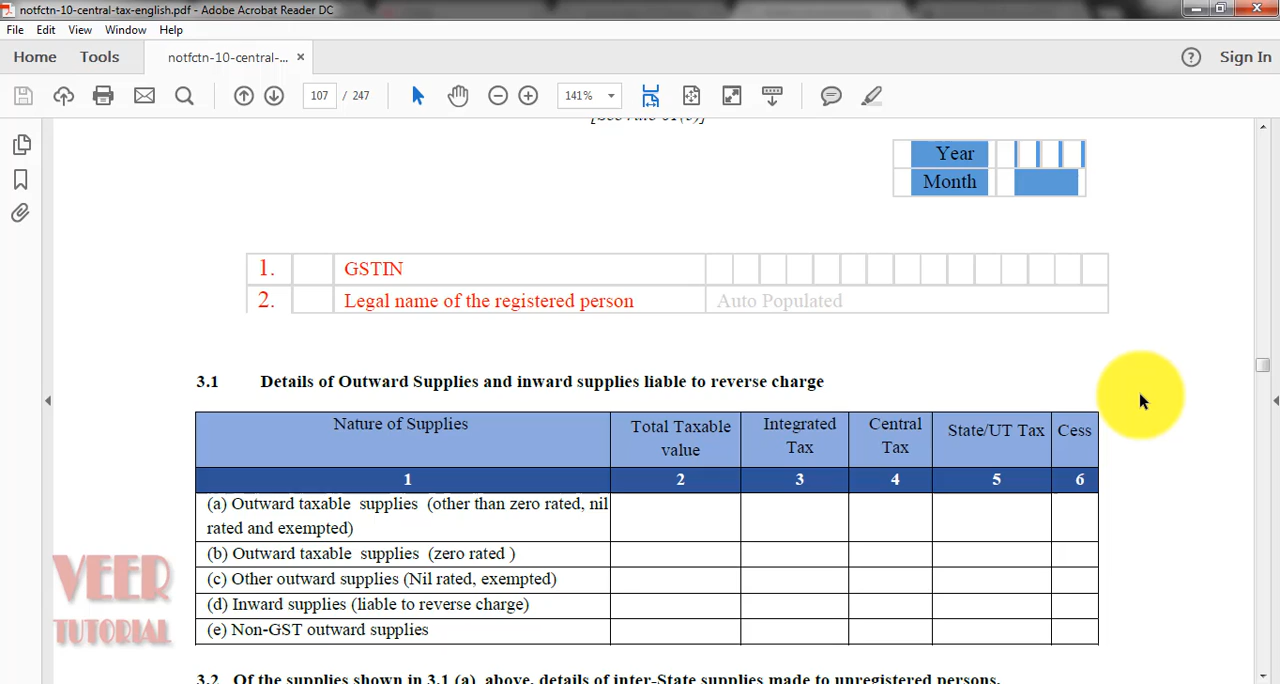 notfctn-10-central-tax-english.pdf - Adobe Acrobat Reader DC
File Edit View Window Help
Home Tools notfctn-10-central-... × Sign In
107 / 247 141%
Year
Month
1. GSTIN
2. Legal name of the registered person Auto Populated
3.1 Details of Outward Supplies and inward supplies liable to reverse charge
Nature of Supplies Total Taxable value Integrated Tax Central Tax State/UT Tax Cess
1 2 3 4 5 6
(a) Outward taxable supplies (other than zero rated, nil
rated and exempted)
(b) Outward taxable supplies (zero rated )
(c) Other outward supplies (Nil rated, exempted)
(d) Inward supplies (liable to reverse charge)
(e) Non-GST outward supplies
VEER
TUTORIAL
3.2 Of the supplies shown in 3.1 (a) above, details of inter-State supplies made to unregistered persons,